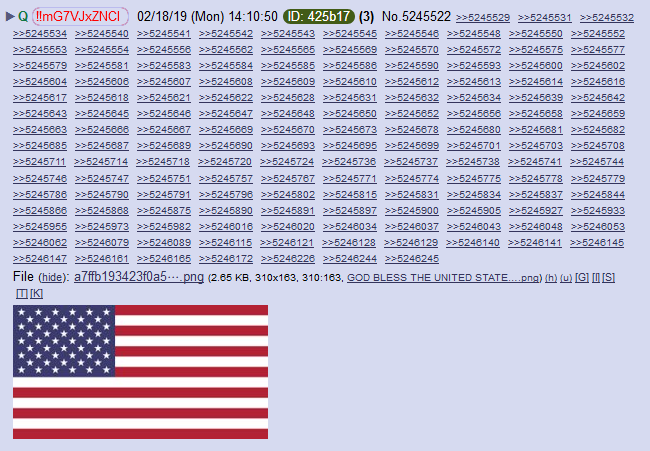 ▶ Q !!mG7VJxZNCI 02/18/19 (Mon) 14:10:50 ID: 425b17 (3) No.5245522 >>5245529 >>5245531 >>5245532
>>5245534 >>5245540 >>5245541 >>5245542 >>5245543 >>5245545 >>5245546 >>5245548 >>5245550 >>5245552
>>5245553 >>5245554 >>5245556 >>5245562 >>5245565 >>5245569 >>5245570 >>5245572 >>5245575 >>5245577
>>5245579 >>5245581 >>5245583 >>5245584 >>5245585 >>5245586 >>5245590 >>5245593 >>5245600 >>5245602
>>5245604 >>5245606 >>5245607 >>5245608 >>5245609 >>5245610 >>5245612 >>5245613 >>5245614 >>5245616
>>5245617 >>5245618 >>5245621 >>5245622 >>5245628 >>5245631 >>5245632 >>5245634 >>5245639 >>5245642
>>5245643 >>5245645 >>5245646 >>5245647 >>5245648 >>5245650 >>5245652 >>5245656 >>5245658 >>5245659
>>5245663 >>5245666 >>5245667 >>5245669 >>5245670 >>5245673 >>5245678 >>5245680 >>5245681 >>5245682
>>5245685 >>5245687 >>5245689 >>5245690 >>5245693 >>5245695 >>5245699 >>5245701 >>5245703 >>5245708
>>5245711 >>5245714 >>5245718 >>5245720 >>5245724 >>5245736 >>5245737 >>5245738 >>5245741 >>5245744
>>5245746 >>5245747 >>5245751 >>5245757 >>5245767 >>5245771 >>5245774 >>5245775 >>5245778 >>5245779
>>5245786 >>5245790 >>5245791 >>5245796 >>5245802 >>5245815 >>5245831 >>5245834 >>5245837 >>5245844
>>5245866 >>5245868 >>5245875 >>5245890 >>5245891 >>5245897 >>5245900 >>5245905 >>5245927 >>5245930
>>5245955 >>5245973 >>5245982 >>5246016 >>5246020 >>5246034 >>5246037 >>5246043 >>5246048 >>5246053
>>5246062 >>5246079 >>5246089 >>5246115 >>5246121 >>5246128 >>5246129 >>5246140 >>5246141 >>5246145
>>5246147 >>5246161 >>5246165 >>5246172 >>5246226 >>5246244 >>5246245
File (hide): a7ffb193423f0a5⋯.png (2.65 KB, 310x163, 310:163, GOD BLESS THE UNITED STATE….png) (h) (u) [G] [I] [S]
[T] [K]